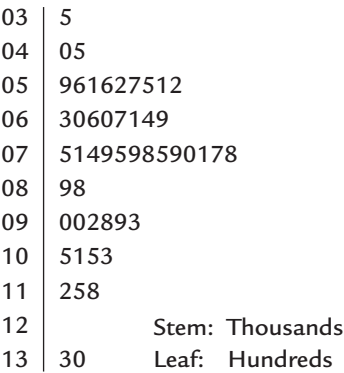 03 | 5
04 | 05
05 | 961627512
06 | 30607149
07 | 5149598590178
08 | 98
09 | 002893
10 | 5153
11 | 258
12 | Stem: Thousands
13 | 30 Leaf: Hundreds